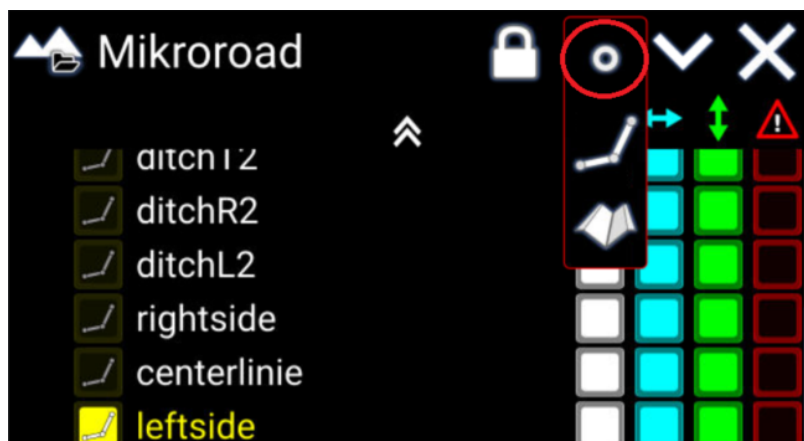 Mikroroad
ditchT2
ditchR2
ditchL2
rightside
centerlinie
leftside